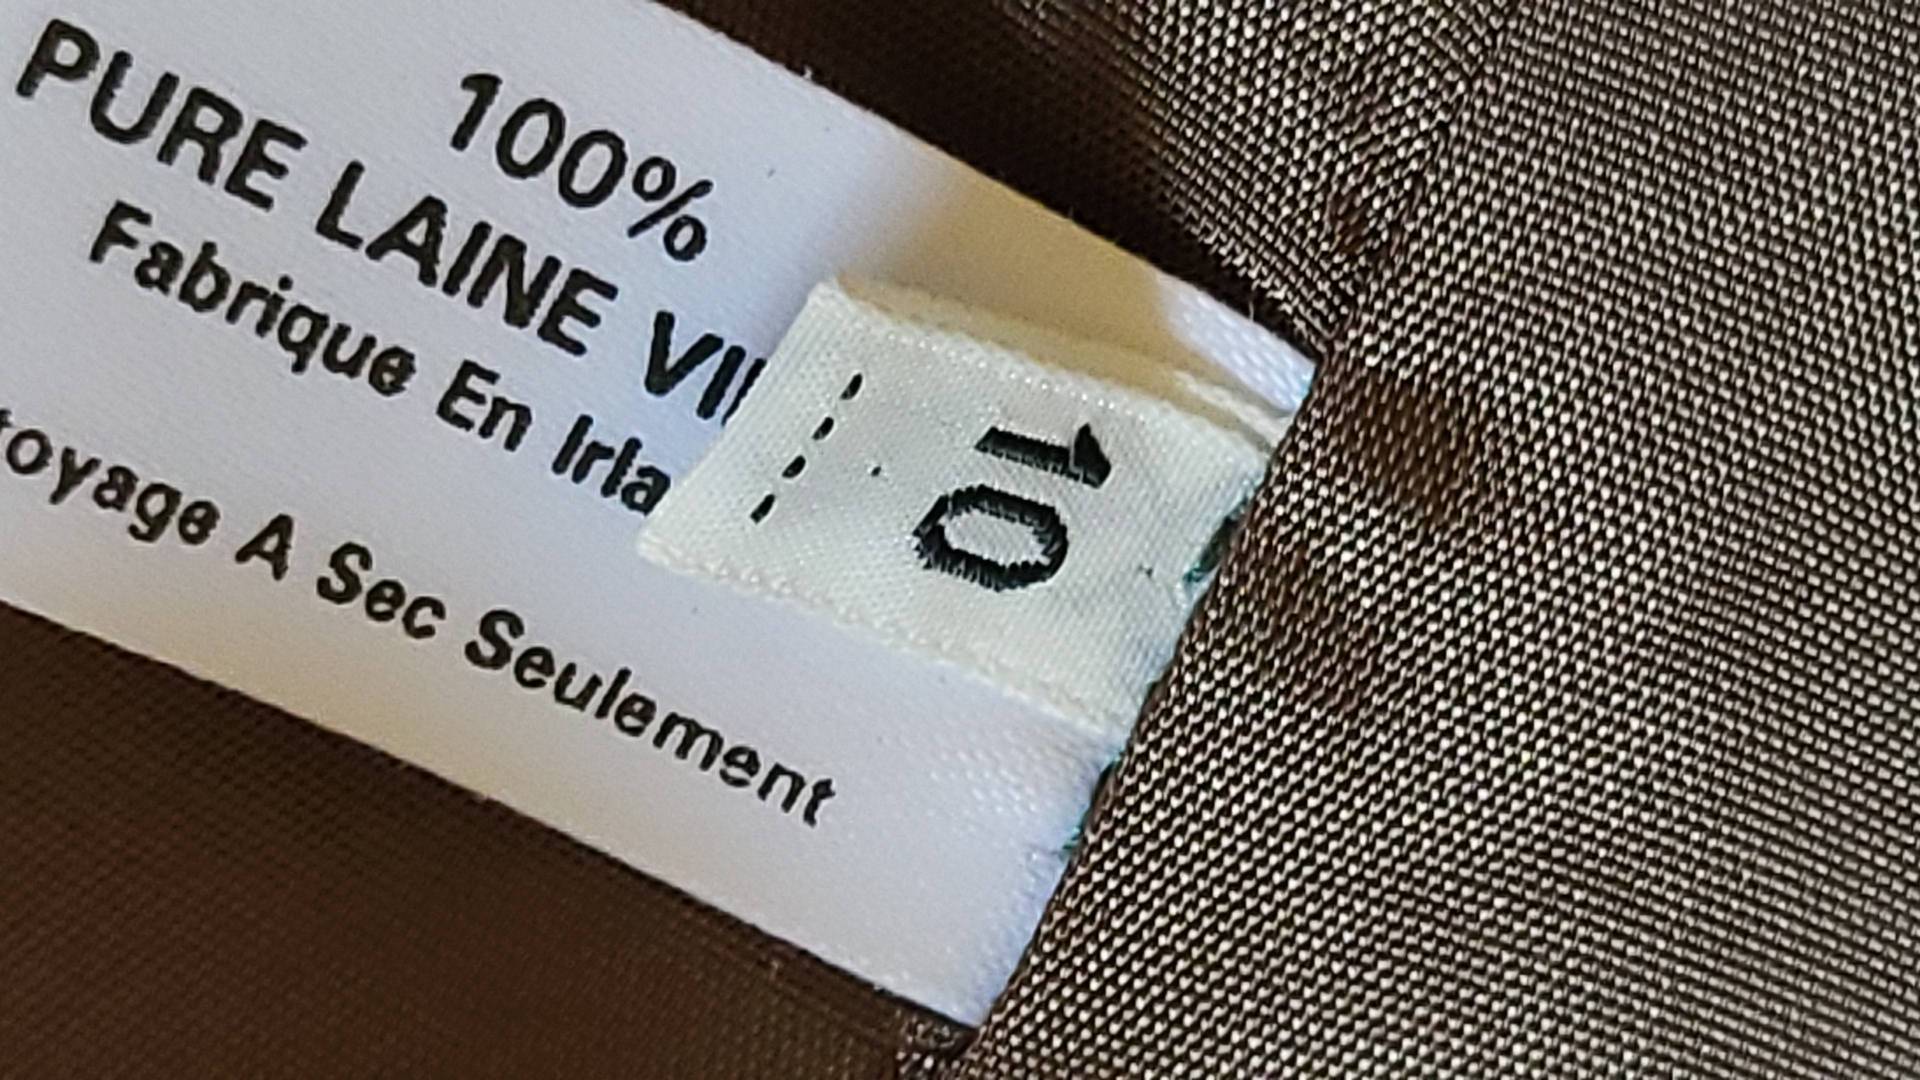 100%
PURE LAINE VI
Fabrique En Irla
toyage A Sec Seulement
10